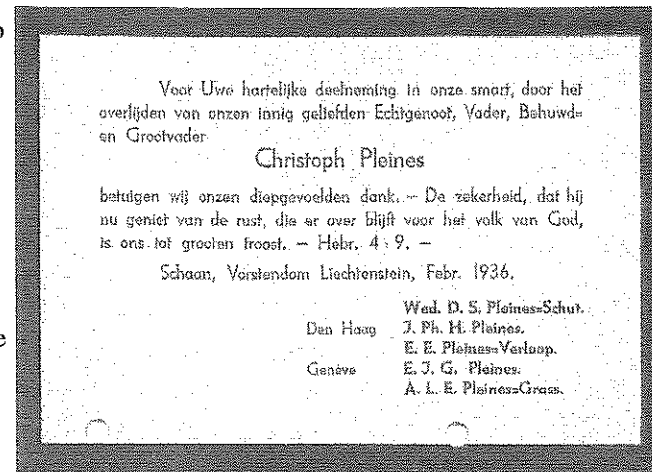 Voor Uwe hartelijke deelneming in onze smart, door het
overlijden van onzen innig geliefden Echtgenoot, Vader, Behuwd=
en Grootvader
Christoph Pleines
betuigen wij onzen diepgevoelden dank. — De zekerheid, dat hij
nu geniet van de rust, die er over blijft voor het volk van God,
is ons tot grooten troost. — Hebr. 4 : 9. —
Schaan, Vorstendom Liechtenstein, Febr. 1936.
Wed. D. S. Pleines=Schut.
Den Haag J. Ph. H. Pleines.
E. E. Pleines=Verloop.
Genève E. J. G. Pleines.
A. L. E. Pleines=Grass.